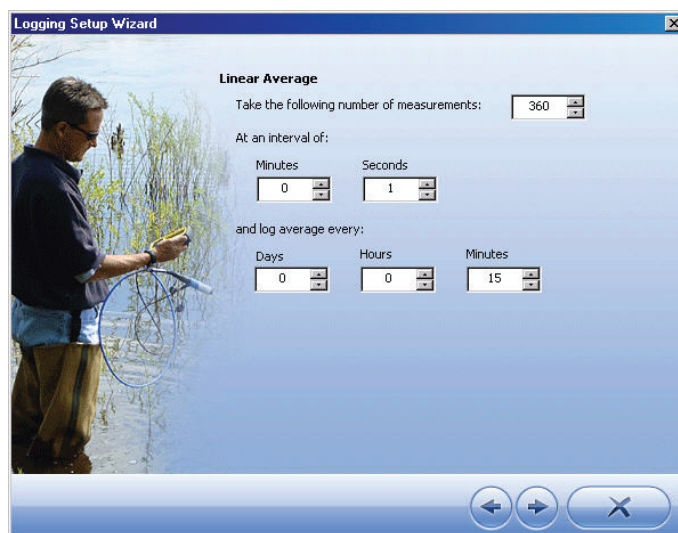 Logging Setup Wizard
Linear Average
Take the following number of measurements: 360
At an interval of:
Minutes Seconds
0 1
and log average every:
Days Hours Minutes
0 0 15